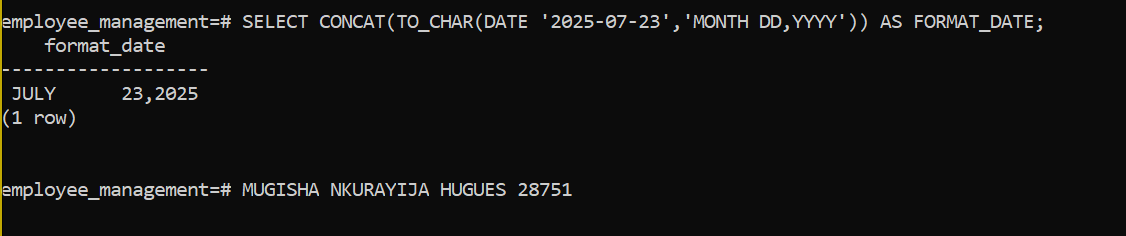 employee_management=# SELECT CONCAT(TO_CHAR(DATE '2025-07-23','MONTH DD,YYYY')) AS FORMAT_DATE;
    format_date
-------------------
 JULY      23,2025
(1 row)
employee_management=# MUGISHA NKURAYIJA HUGUES 28751